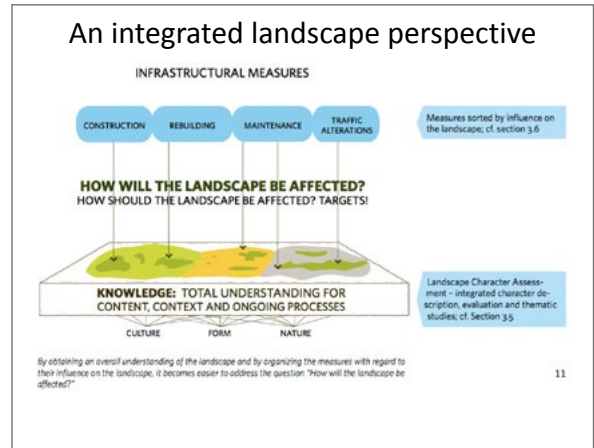 An integrated landscape perspective
INFRASTRUCTURAL MEASURES
CONSTRUCTION
REBUILDING
MAINTENANCE
TRAFFIC
ALTERATIONS
Measures sorted by influence on
the landscape; cf. section 3.6
HOW WILL THE LANDSCAPE BE AFFECTED?
HOW SHOULD THE LANDSCAPE BE AFFECTED? TARGETS!
KNOWLEDGE: TOTAL UNDERSTANDING FOR
CONTENT, CONTEXT AND ONGOING PROCESSES
Landscape Character Assess-
ment - integrated character de-
scription, evaluation and thematic
studies; cf. Section 3.5
CULTURE
FORM
NATURE
By obtaining an overall understanding of the landscape and by organizing the measures with regard to
their influence on the landscape, it becomes easier to address the question "How will the landscape be
affected?"
11